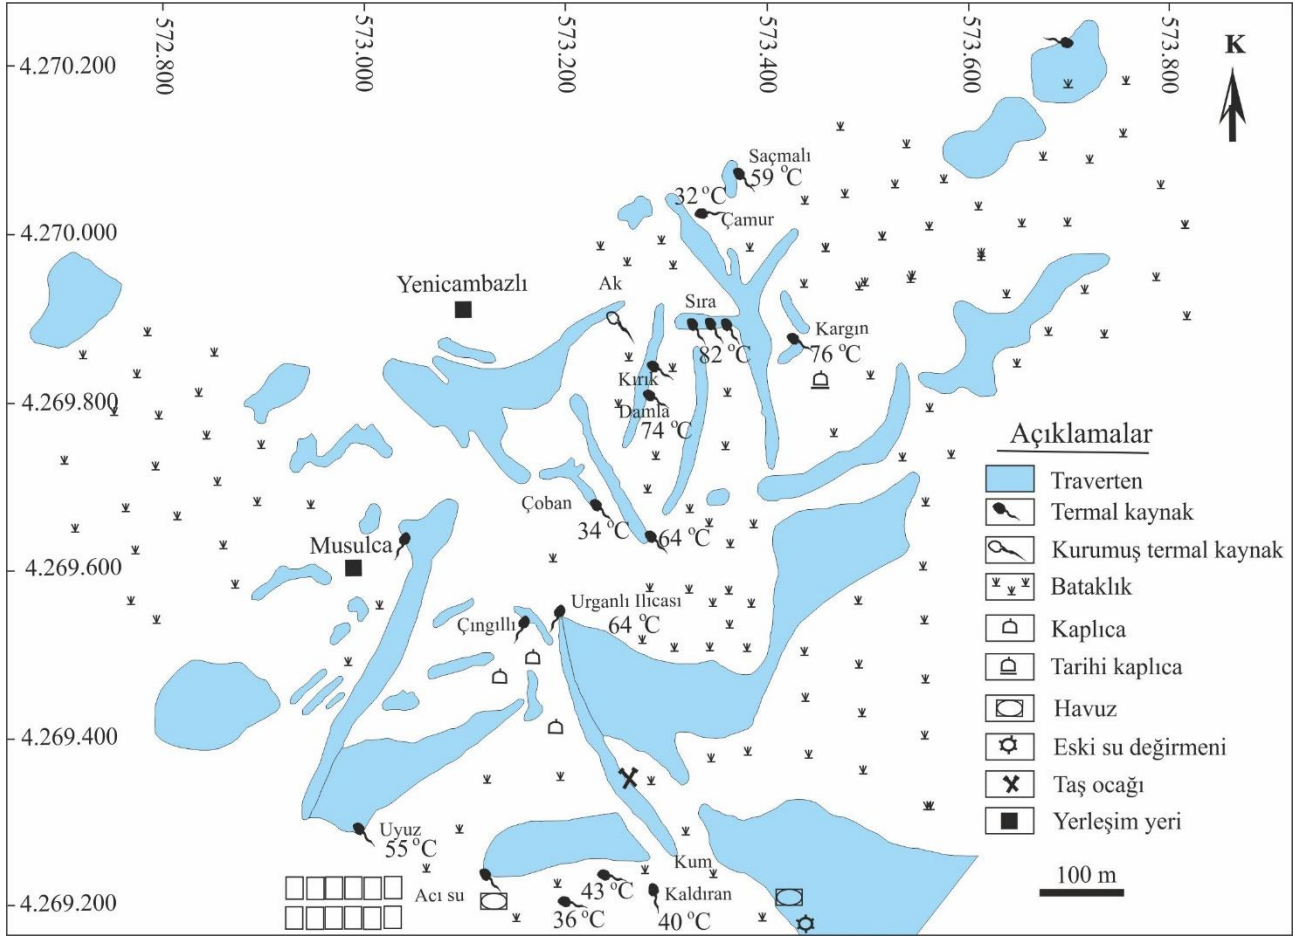 572.800
573.000
573.200
573.400
573.600
573.800
4.270.200
K
Saçmalı
59 °C
32 °C
Çamur
4.270.000
Yenicambazlı
Ak
Sıra
82 °C
Kargın
76 °C
Kırık
Damla
74 °C
4.269.800
Çoban
34 °C
64 °C
Musulca
4.269.600
Çıngıllı
Urganlı Ilıcası
64 °C
4.269.400
Uyuz
55 °C
Acı su
43 °C
36 °C
Kum
Kaldıran
40 °C
4.269.200
Açıklamalar
Traverten
Termal kaynak
Kurumuş termal kaynak
Bataklık
Kaplıca
Tarihi kaplıca
Havuz
Eski su değirmeni
Taş ocağı
Yerleşim yeri
100 m